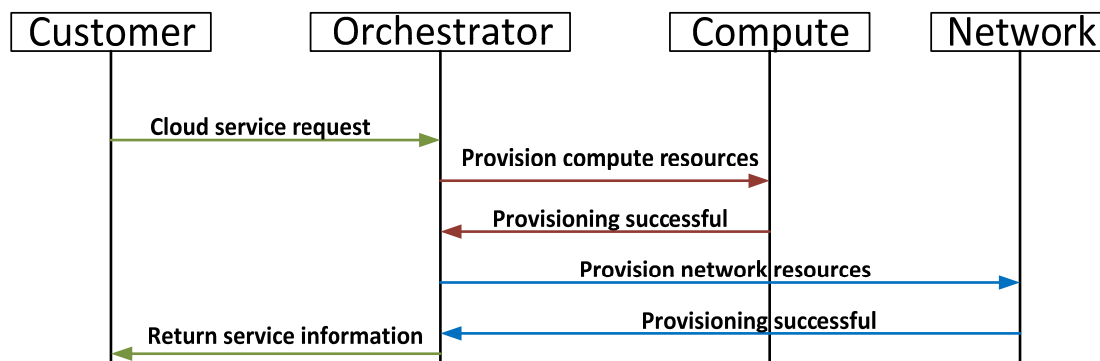 Customer
Orchestrator
Compute
Network
Cloud service request
Provision compute resources
Provisioning successful
Provision network resources
Provisioning successful
Return service information